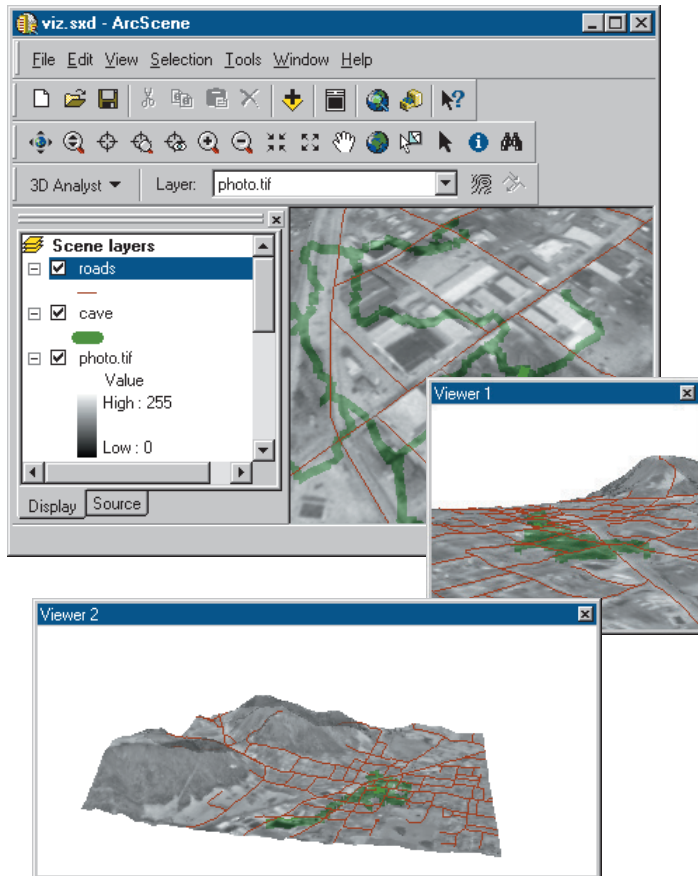 viz.sxd - ArcScene
File Edit View Selection Tools Window Help
3D Analyst Layer: photo.tif
Scene layers
roads
cave
photo.tif
Value
High : 255
Low : 0
Display Source
Viewer 1
Viewer 2